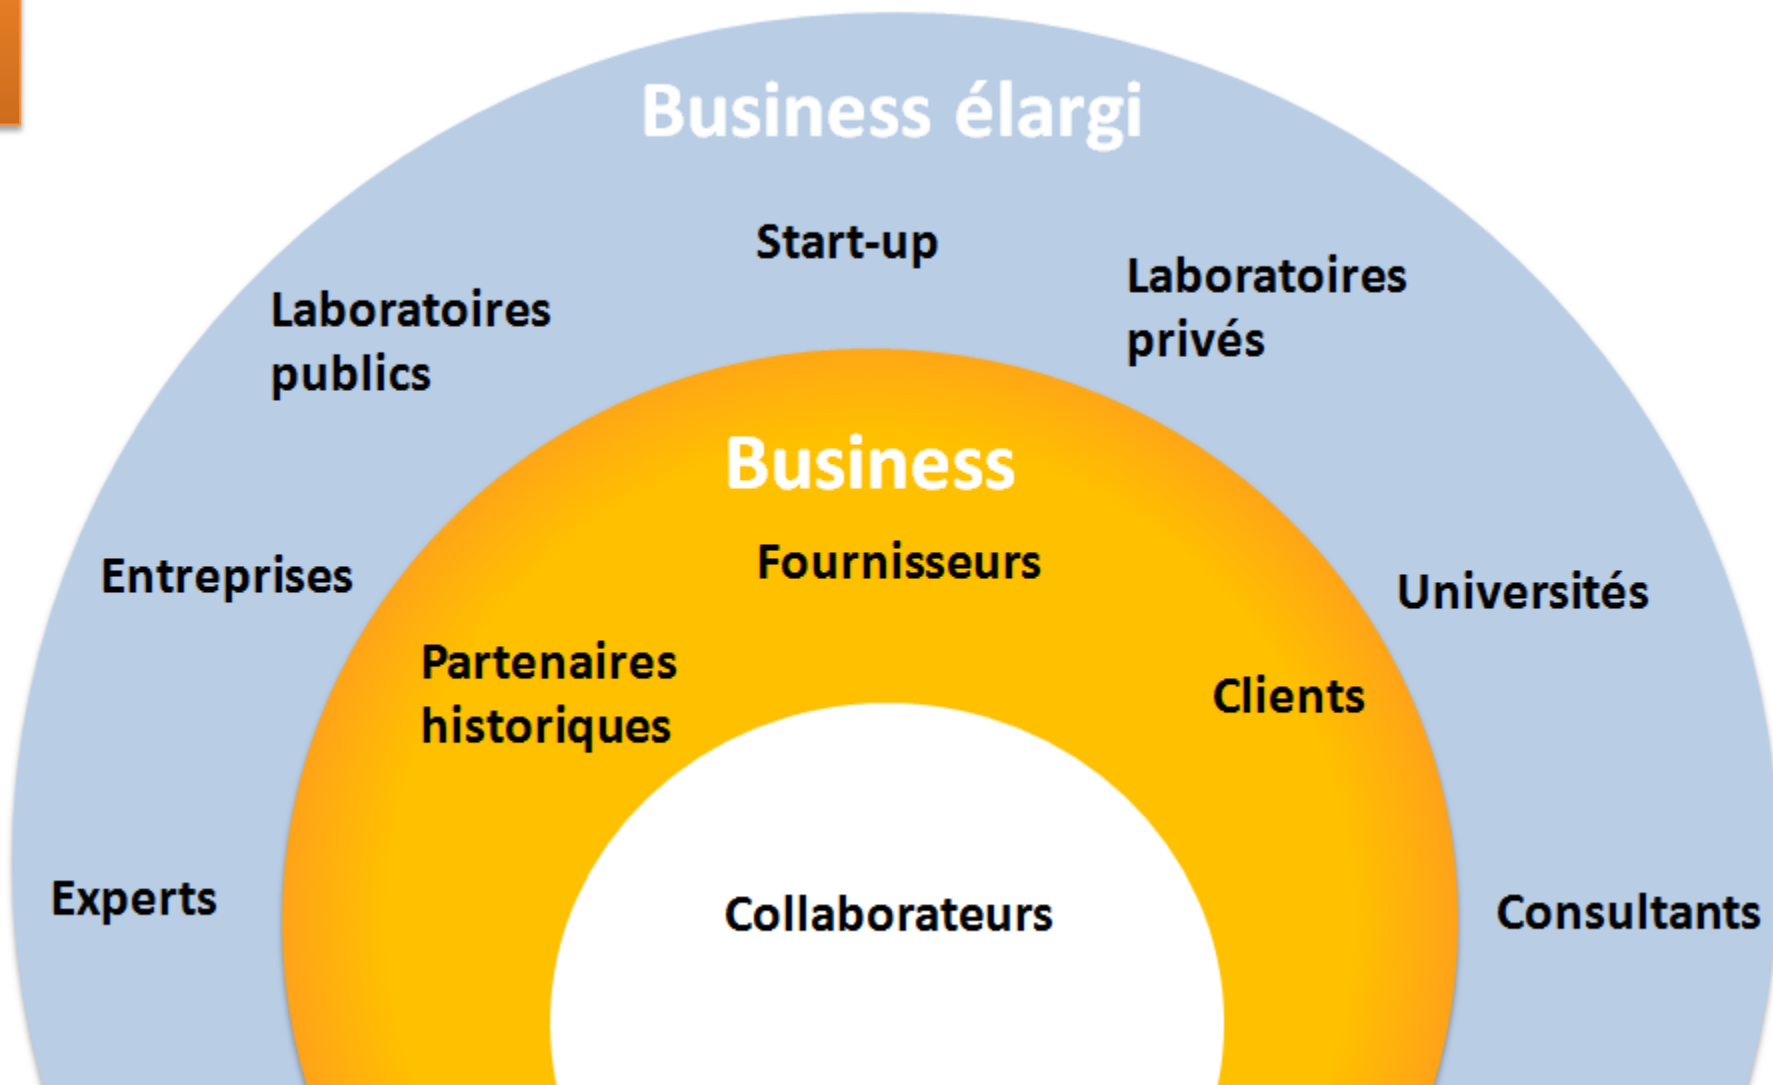 Business élargi
Start-up
Laboratoires
privés
Laboratoires
publics
Business
Fournisseurs
Entreprises
Universités
Partenaires
historiques
Clients
Experts
Collaborateurs
Consultants